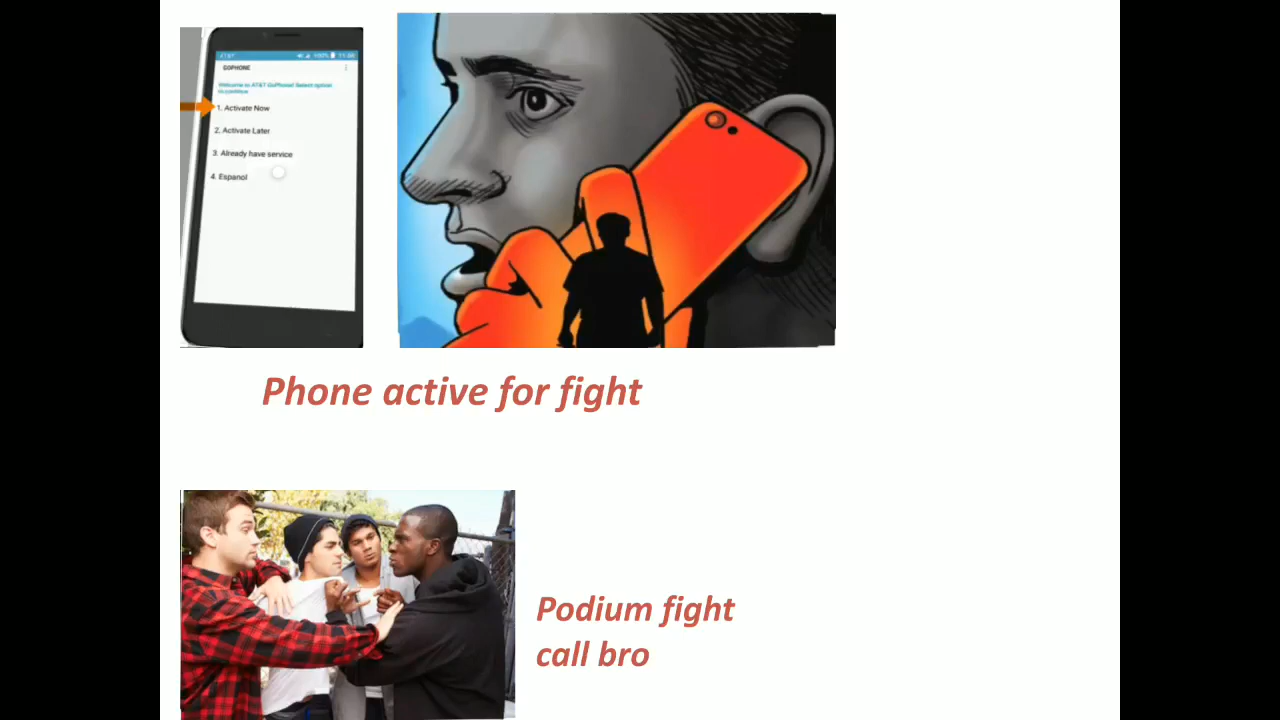 GOPHONE
Welcome to AT&T GoPhone! Select option
to continue
1. Activate Now
2. Activate Later
3. Already have service
4. Espanol
Phone active for fight
Podium fight
call bro